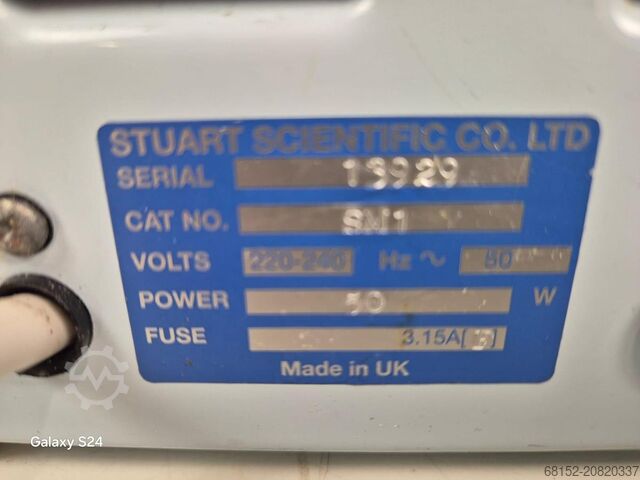 STUART SCIENTIFIC CO. LTD
SERIAL 13929
CAT NO. SM1
VOLTS 220-240 Hz ~ 50
POWER 50 W
FUSE 3.15A[ ]
Made in UK
Galaxy S24
68152-20820337